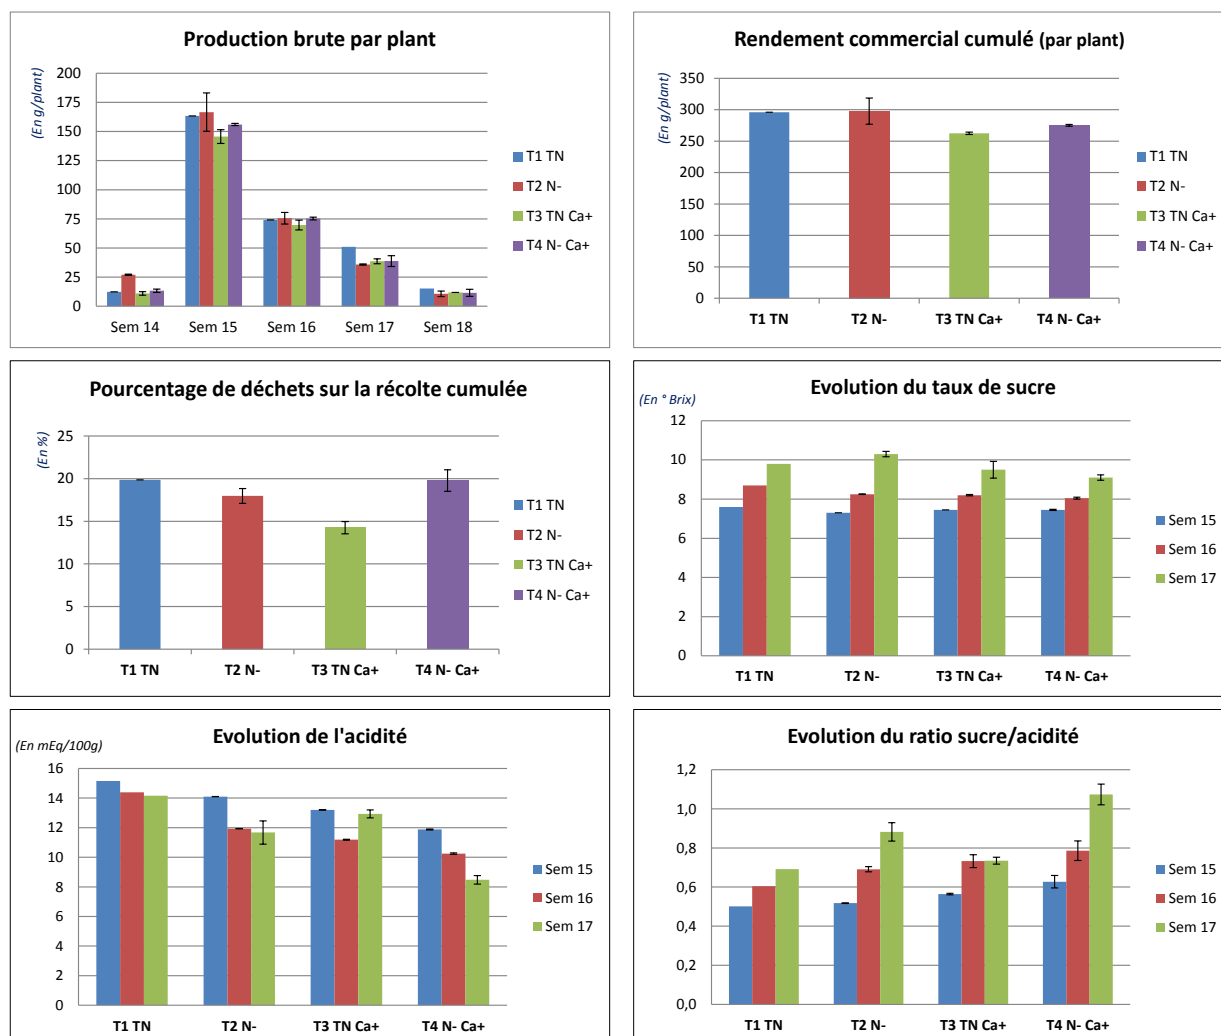 Production brute par plant
(En g/plant)
200
175
150
125
100
75
50
25
0
Sem 14 Sem 15 Sem 16 Sem 17 Sem 18
T1 TN
T2 N-
T3 TN Ca+
T4 N- Ca+
Rendement commercial cumulé (par plant)
(En g/plant)
350
300
250
200
150
100
50
0
T1 TN T2 N- T3 TN Ca+ T4 N- Ca+
T1 TN
T2 N-
T3 TN Ca+
T4 N- Ca+
Pourcentage de déchets sur la récolte cumulée
(En %)
25
20
15
10
5
0
T1 TN T2 N- T3 TN Ca+ T4 N- Ca+
T1 TN
T2 N-
T3 TN Ca+
T4 N- Ca+
Evolution du taux de sucre
(En ° Brix)
12
10
8
6
4
2
0
T1 TN T2 N- T3 TN Ca+ T4 N- Ca+
Sem 15
Sem 16
Sem 17
Evolution de l'acidité
(En mEq/100g)
16
14
12
10
8
6
4
2
0
T1 TN T2 N- T3 TN Ca+ T4 N- Ca+
Sem 15
Sem 16
Sem 17
Evolution du ratio sucre/acidité
1,2
1,0
0,8
0,6
0,4
0,2
0,0
T1 TN T2 N- T3 TN Ca+ T4 N- Ca+
Sem 15
Sem 16
Sem 17